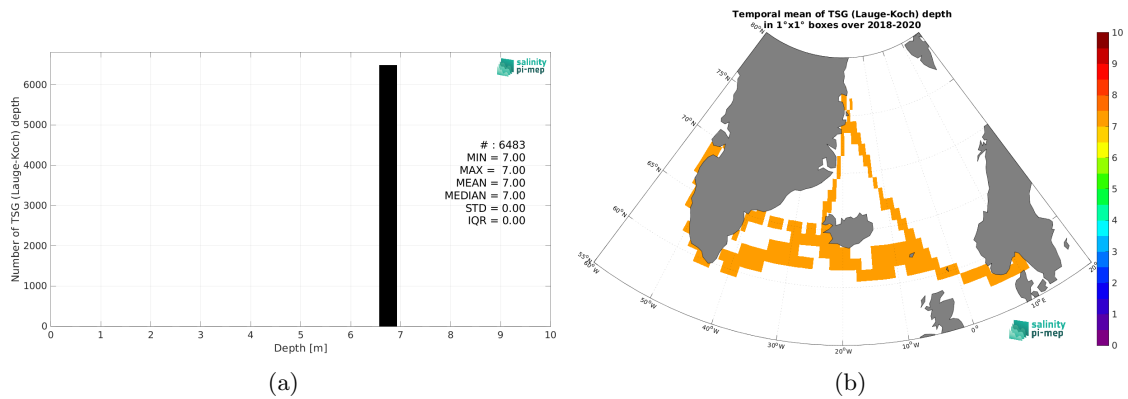 Number of TSG (Lauge-Koch) depth
6000
5000
4000
3000
2000
1000
0
0 1 2 3 4 5 6 7 8 9 10
Depth [m]
salinity
pi-mep
# : 6483
MIN = 7.00
MAX = 7.00
MEAN = 7.00
MEDIAN = 7.00
STD = 0.00
IQR = 0.00
(a)
Temporal mean of TSG (Lauge-Koch) depth
in 1°x1° boxes over 2018-2020
80°N
75°N
70°N
65°N
60°N
55°N
60°W
50°W
40°W
30°W
20°W
10°W
0°
10°E
20°
salinity
pi-mep
10
9
8
7
6
5
4
3
2
1
0
(b)